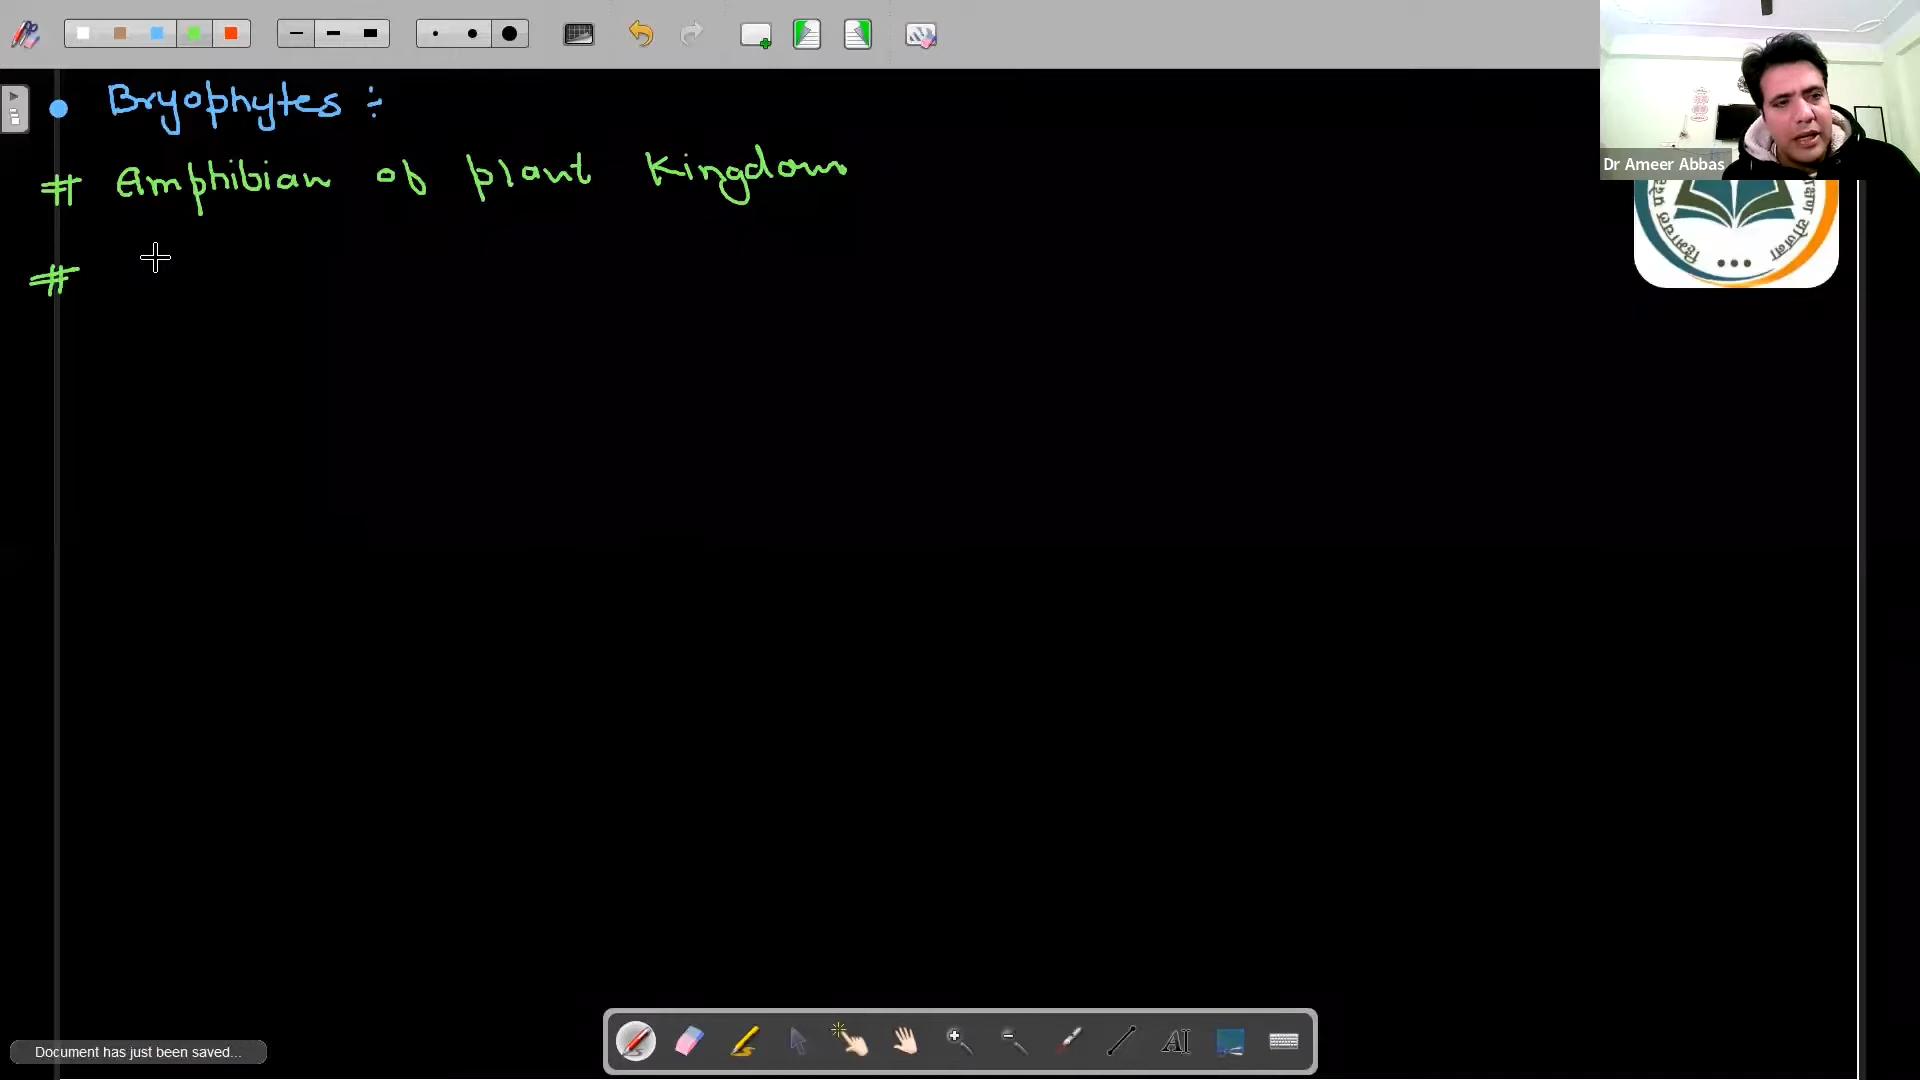 Bryophytes :-
# Amphibian of plant Kingdom
#
Dr Ameer Abbas
Document has just been saved...